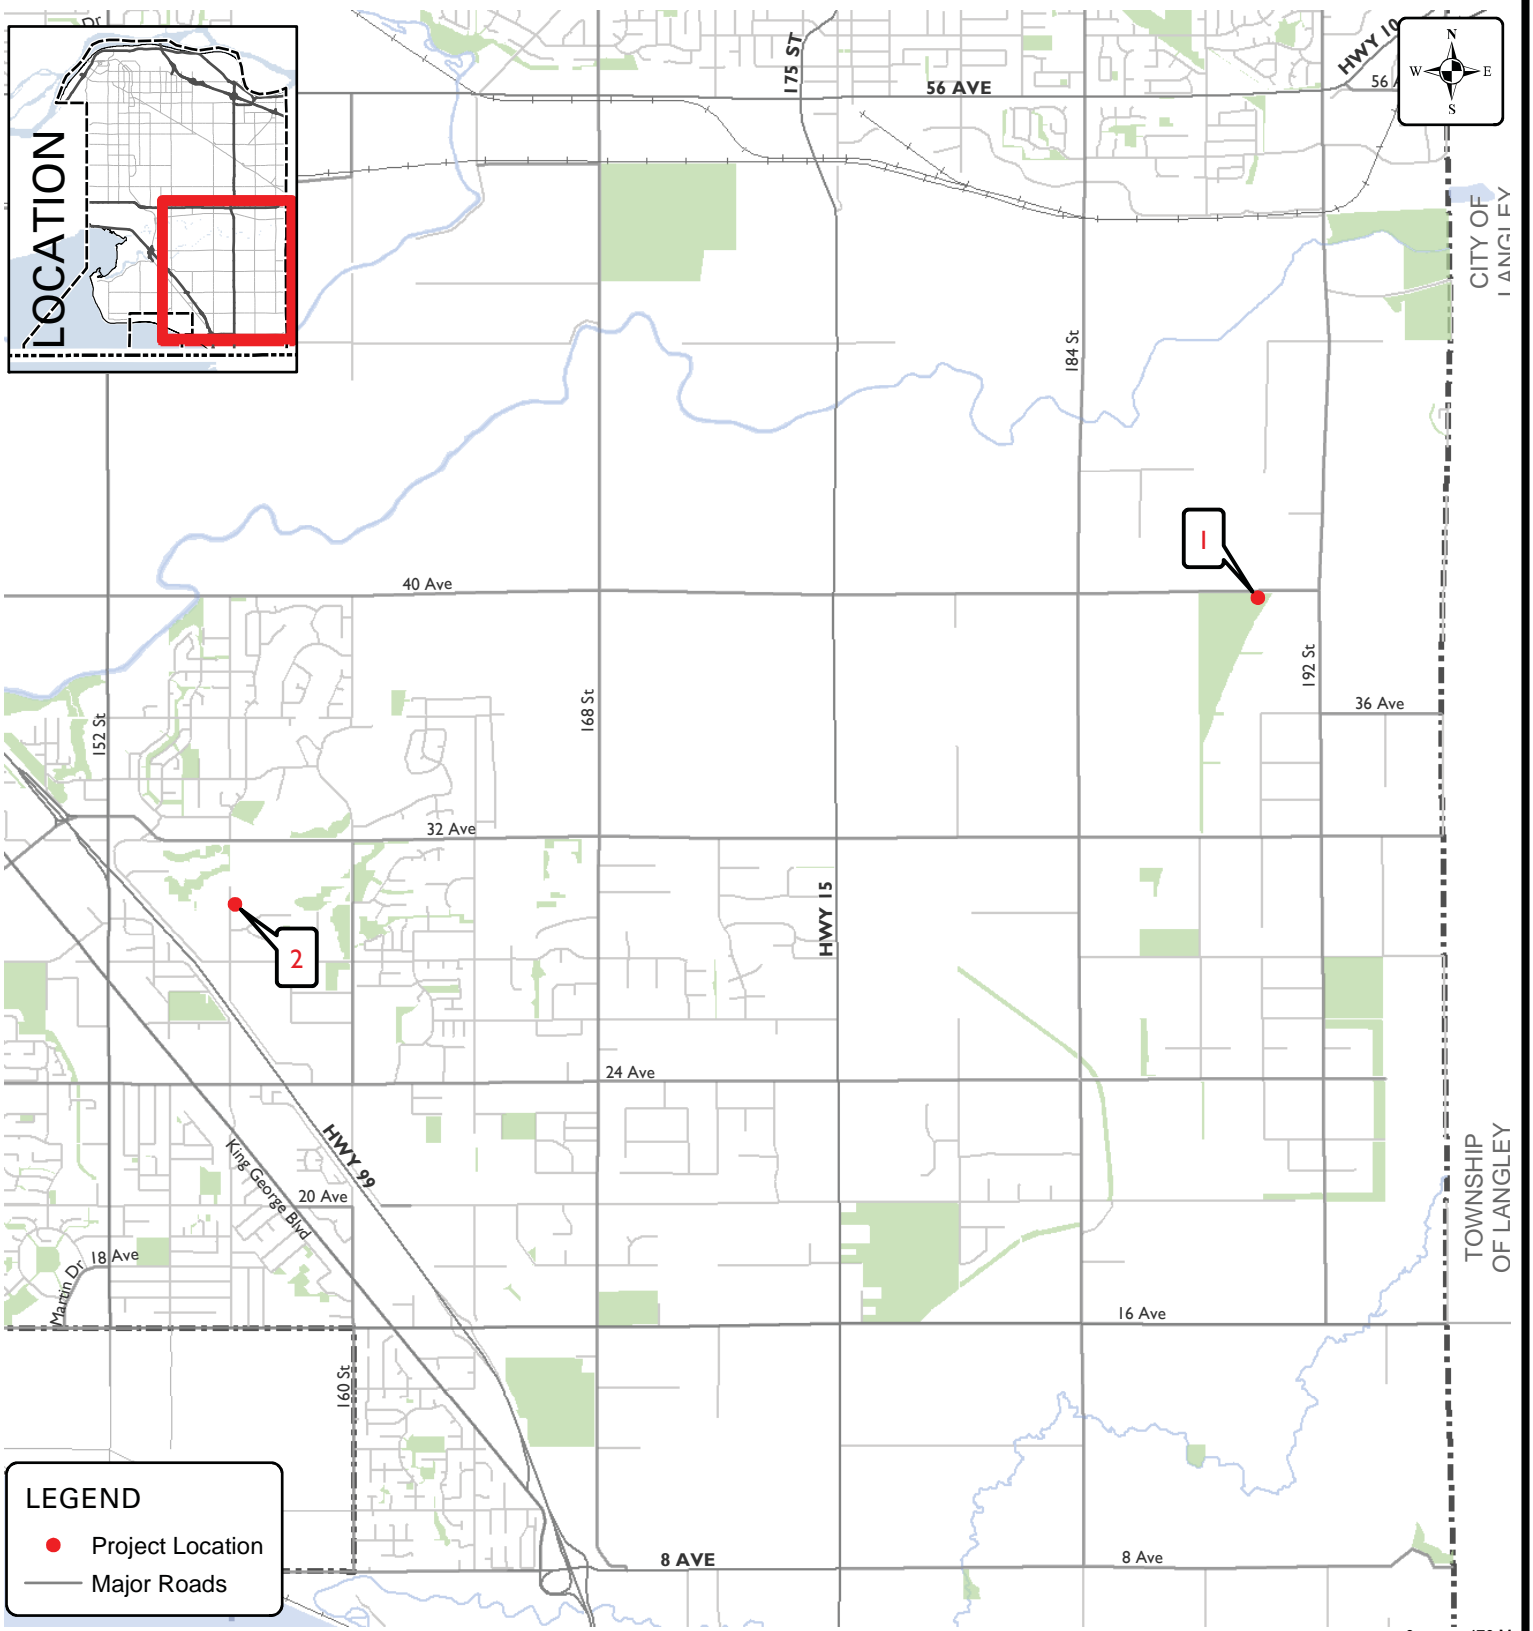 Dr
LOCATION
175 ST
56 AVE
HWY 10
56
N
W
E
S
CITY OF
LANGLEY
184 St
1
40 Ave
192 St
168 St
152 St
36 Ave
32 Ave
HWY 15
2
24 Ave
HWY 99
King George Blvd
20 Ave
18 Ave
Martin Dr
TOWNSHIP
OF LANGLEY
16 Ave
160 St
LEGEND
Project Location
Major Roads
8 AVE
8 Ave